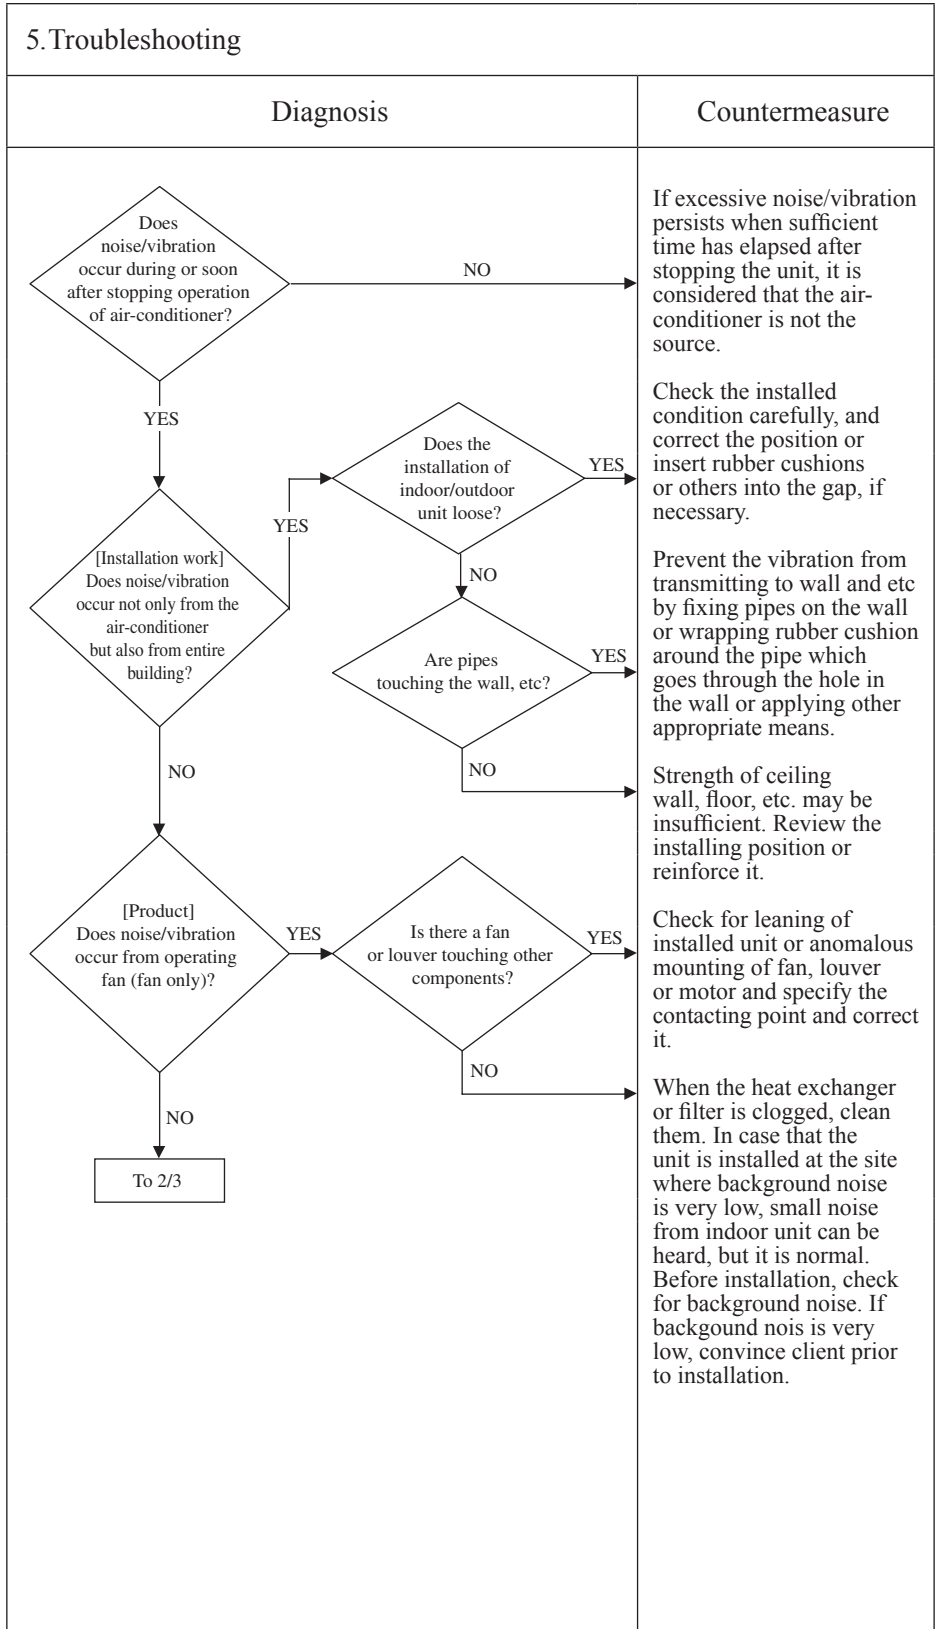 5.Troubleshooting
Diagnosis
Countermeasure
Does
noise/vibration
occur during or soon
after stopping operation
of air-conditioner?
NO
If excessive noise/vibration
persists when sufficient
time has elapsed after
stopping the unit, it is
considered that the air-
conditioner is not the
source.
YES
Does the
installation of
indoor/outdoor
unit loose?
YES
Check the installed
condition carefully, and
correct the position or
insert rubber cushions
or others into the gap, if
necessary.
[Installation work]
Does noise/vibration
occur not only from the
air-conditioner
but also from entire
building?
YES
NO
Are pipes
touching the wall, etc?
YES
Prevent the vibration from
transmitting to wall and etc
by fixing pipes on the wall
or wrapping rubber cushion
around the pipe which
goes through the hole in
the wall or applying other
appropriate means.
NO
Strength of ceiling
wall, floor, etc. may be
insufficient. Review the
installing position or
reinforce it.
NO
[Product]
Does noise/vibration
occur from operating
fan (fan only)?
YES
Is there a fan
or louver touching other
components?
YES
Check for leaning of
installed unit or anomalous
mounting of fan, louver
or motor and specify the
contacting point and correct
it.
NO
When the heat exchanger
or filter is clogged, clean
them. In case that the
unit is installed at the site
where background noise
is very low, small noise
from indoor unit can be
heard, but it is normal.
Before installation, check
for background noise. If
backgound nois is very
low, convince client prior
to installation.
NO
To 2/3